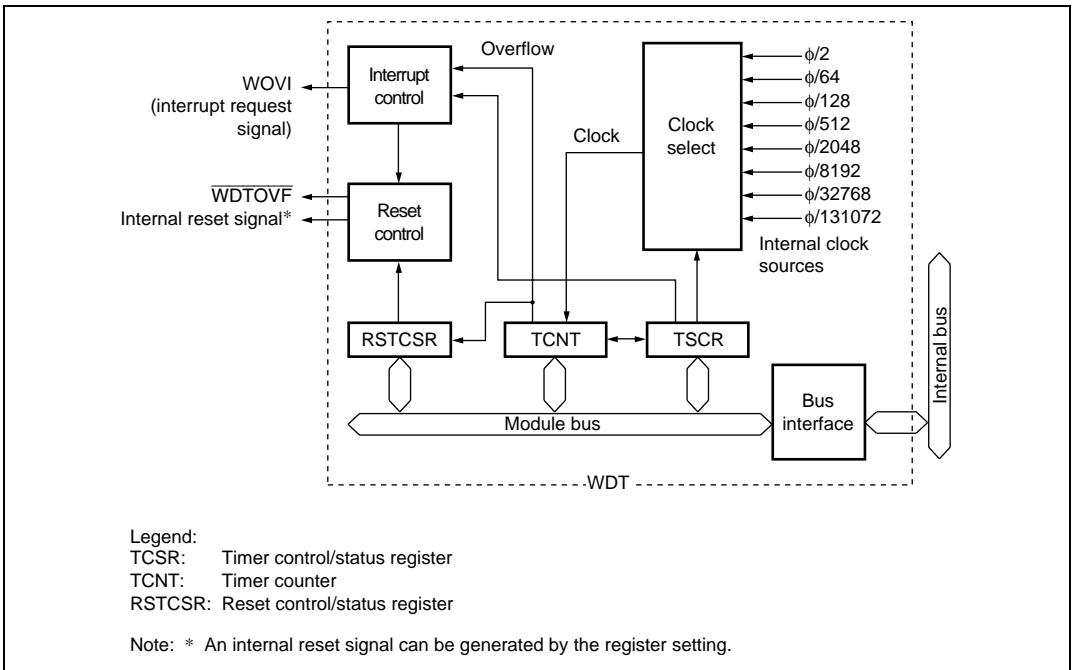 Overflow
Interrupt
control
WOVI
(interrupt request
signal)
Clock
Clock
select
ϕ/2
ϕ/64
ϕ/128
ϕ/512
ϕ/2048
ϕ/8192
ϕ/32768
ϕ/131072
Internal clock
sources
WDTOVF
Internal reset signal*
Reset
control
RSTCSR
TCNT
TSCR
Module bus
Bus
interface
Internal bus
WDT
Legend:
TCSR: Timer control/status register
TCNT: Timer counter
RSTCSR: Reset control/status register
Note: * An internal reset signal can be generated by the register setting.